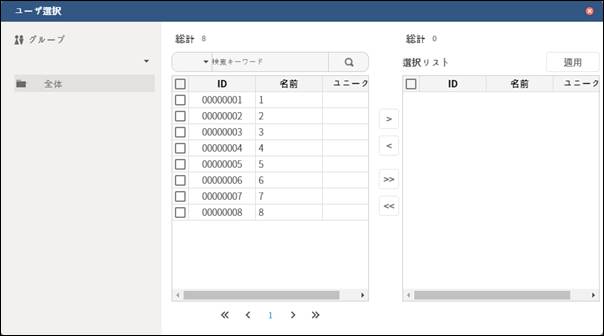 ユーザ選択
グループ
全体
総計 8
検査キーワード
ID 名前 ユニーク
00000001 1
00000002 2
00000003 3
00000004 4
00000005 5
00000006 6
00000007 7
00000008 8
<< < 1 > >>
>
<
>>
<<
総計 0
選択リスト 適用
ID 名前 ユニーク